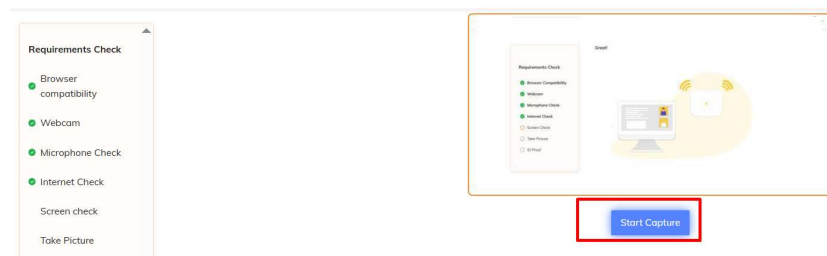 Requirements Check
Browser
compatibility
Webcam
Microphone Check
Internet Check
Screen check
Take Picture
Great!
Requirements Check
Browser Compatibility
Webcam
Microphone Check
Internet Check
Screen Check
Take Picture
ID Proof
Start Capture